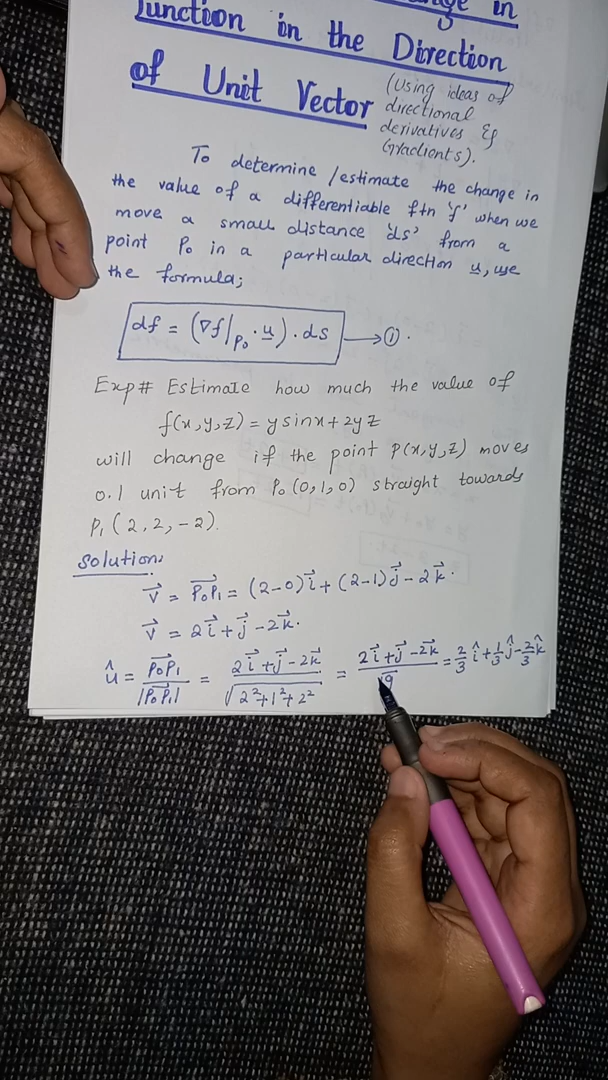 in
function in the Direction
of Unit Vector (Using ideas of
directional
derivatives &
Gradients).
To determine /estimate the change in
the value of a differentiable ftn 'f' when we
move a small distance 'ds' from a
point P₀ in a particular direction u, use
the formula;
df = (∇f|P₀ · u) · ds → ①.
Exp# Estimate how much the value of
f(x,y,z) = y sinx + 2yz
will change if the point P(x,y,z) moves
0.1 unit from P₀(0,1,0) straight towards
P₁(2,2,-2).
Solution:
v⃗ = P₀P₁⃗ = (2-0)i⃗ + (2-1)j⃗ - 2k⃗.
v⃗ = 2i⃗ + j⃗ - 2k⃗.
û = P₀P₁⃗ / |P₀P₁| = 2i⃗ + j⃗ - 2k⃗ / √(2²+1²+2²) = 2i⃗ + j⃗ - 2k⃗ / √9 = 2/3 î + 1/3 ĵ - 2/3 k̂